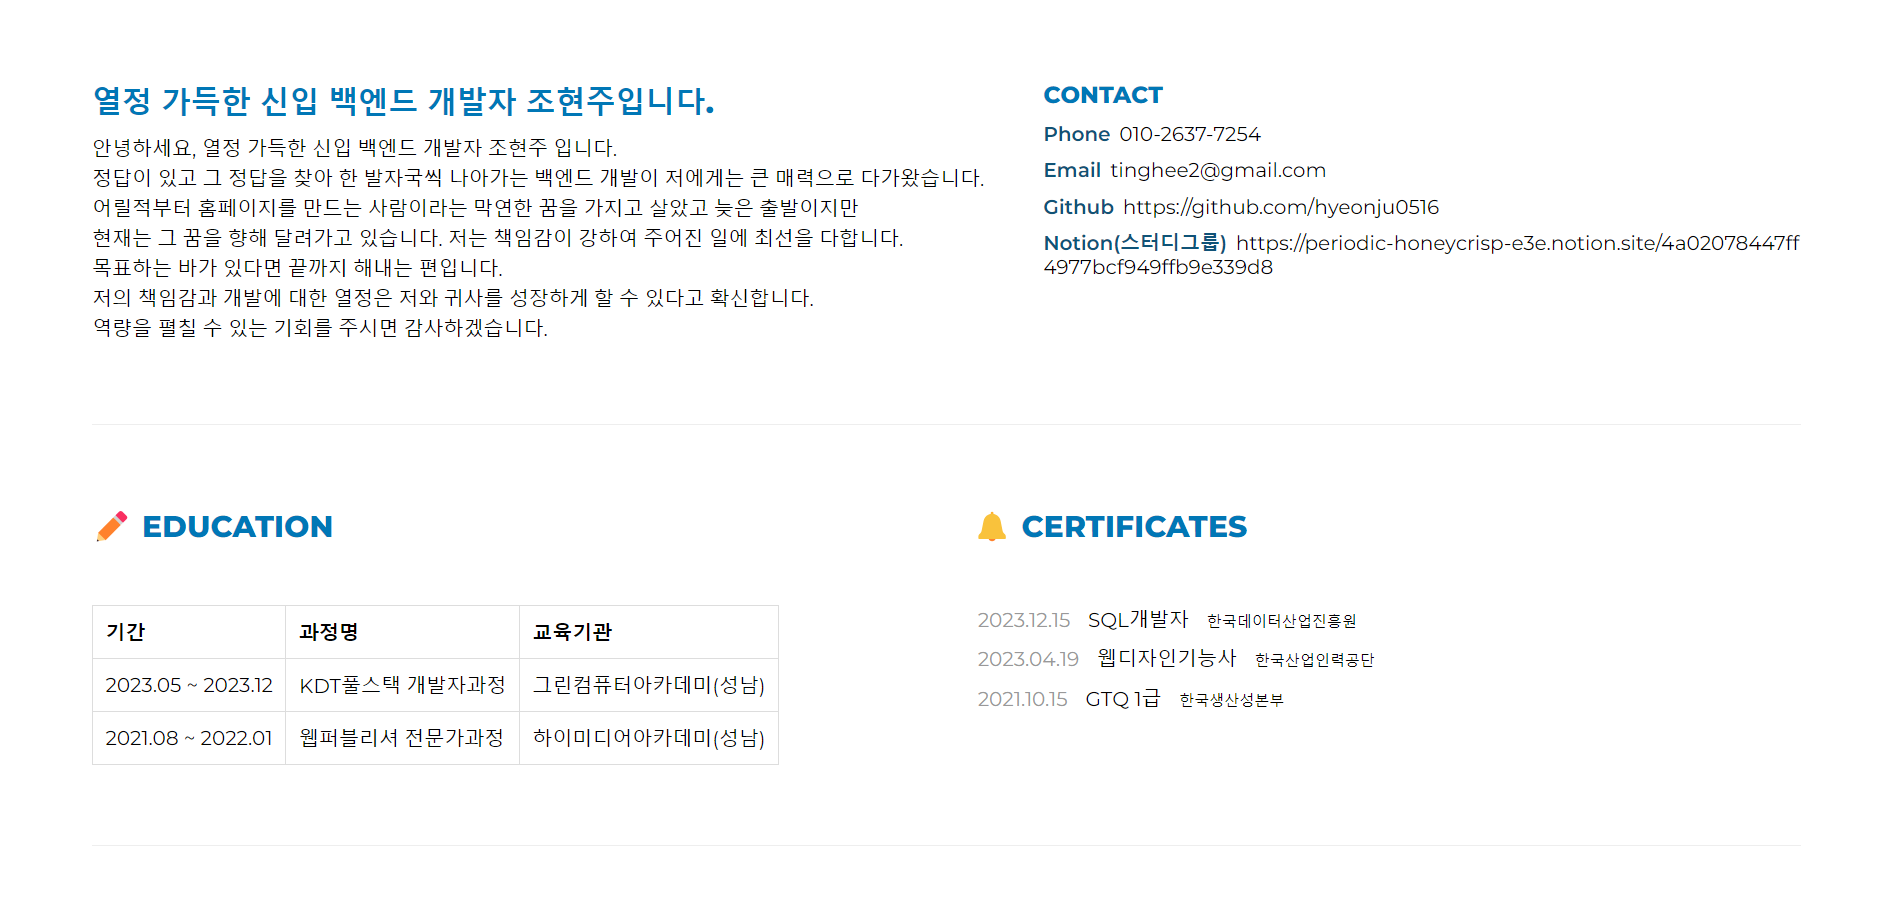 열정 가득한 신입 백엔드 개발자 조현주입니다.
안녕하세요, 열정 가득한 신입 백엔드 개발자 조현주 입니다.
정답이 있고 그 정답을 찾아 한 발자국씩 나아가는 백엔드 개발이 저에게는 큰 매력으로 다가왔습니다.
어릴적부터 홈페이지를 만드는 사람이라는 막연한 꿈을 가지고 살았고 늦은 출발이지만
현재는 그 꿈을 향해 달려가고 있습니다. 저는 책임감이 강하여 주어진 일에 최선을 다합니다.
목표하는 바가 있다면 끝까지 해내는 편입니다.
저의 책임감과 개발에 대한 열정은 저와 귀사를 성장하게 할 수 있다고 확신합니다.
역량을 펼칠 수 있는 기회를 주시면 감사하겠습니다.
CONTACT
Phone 010-2637-7254
Email tinghee2@gmail.com
Github https://github.com/hyeonju0516
Notion(스터디그룹) https://periodic-honeycrisp-e3e.notion.site/4a02078447ff
4977bcf949ffb9e339d8
EDUCATION
기간 과정명 교육기관
2023.05 ~ 2023.12 KDT풀스택 개발자과정 그린컴퓨터아카데미(성남)
2021.08 ~ 2022.01 웹퍼블리셔 전문가과정 하이미디어아카데미(성남)
CERTIFICATES
2023.12.15 SQL개발자 한국데이터산업진흥원
2023.04.19 웹디자인기능사 한국산업인력공단
2021.10.15 GTQ 1급 한국생산성본부